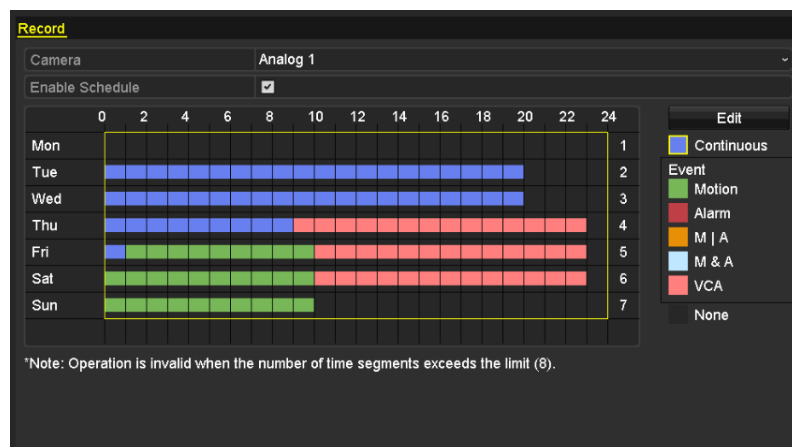 Record
Camera Analog 1
Enable Schedule
0 2 4 6 8 10 12 14 16 18 20 22 24
Edit
Mon 1
Continuous
Tue 2
Event
Motion
Wed 3
Alarm
Thu 4
M | A
Fri 5
M & A
Sat 6
VCA
Sun 7
None
*Note: Operation is invalid when the number of time segments exceeds the limit (8).